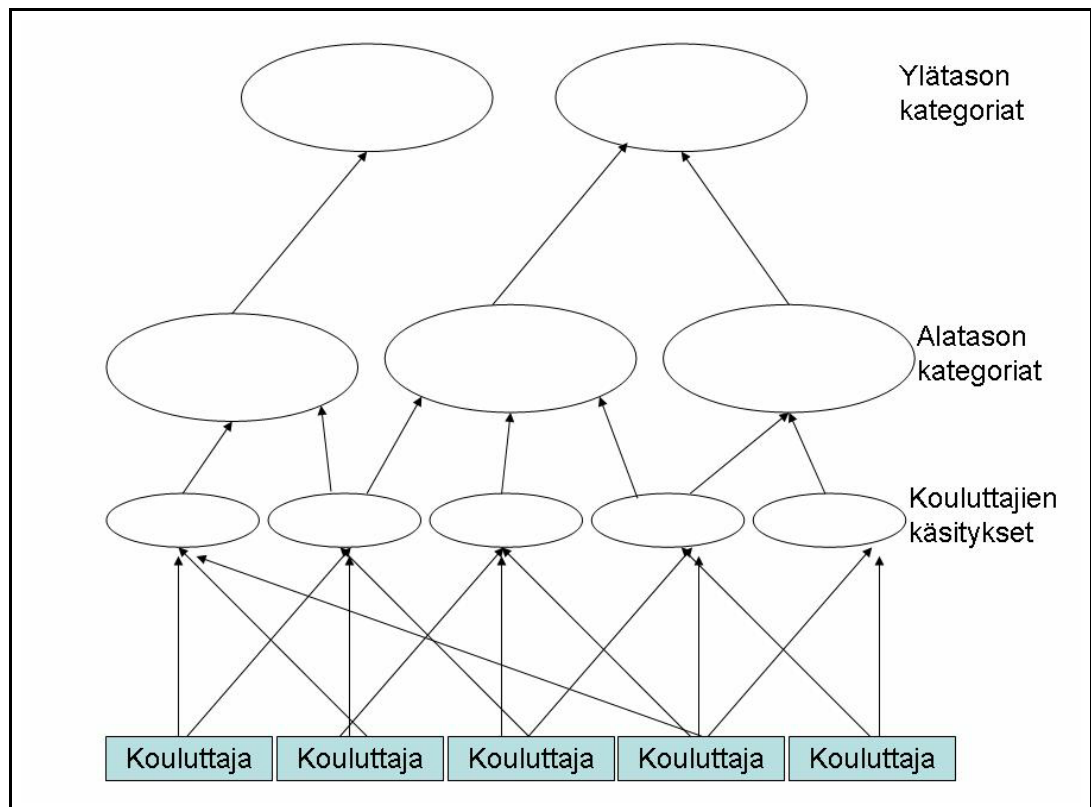 Ylätason
kategoriat
Alatason
kategoriat
Kouluttajien
käsitykset
Kouluttaja
Kouluttaja
Kouluttaja
Kouluttaja
Kouluttaja